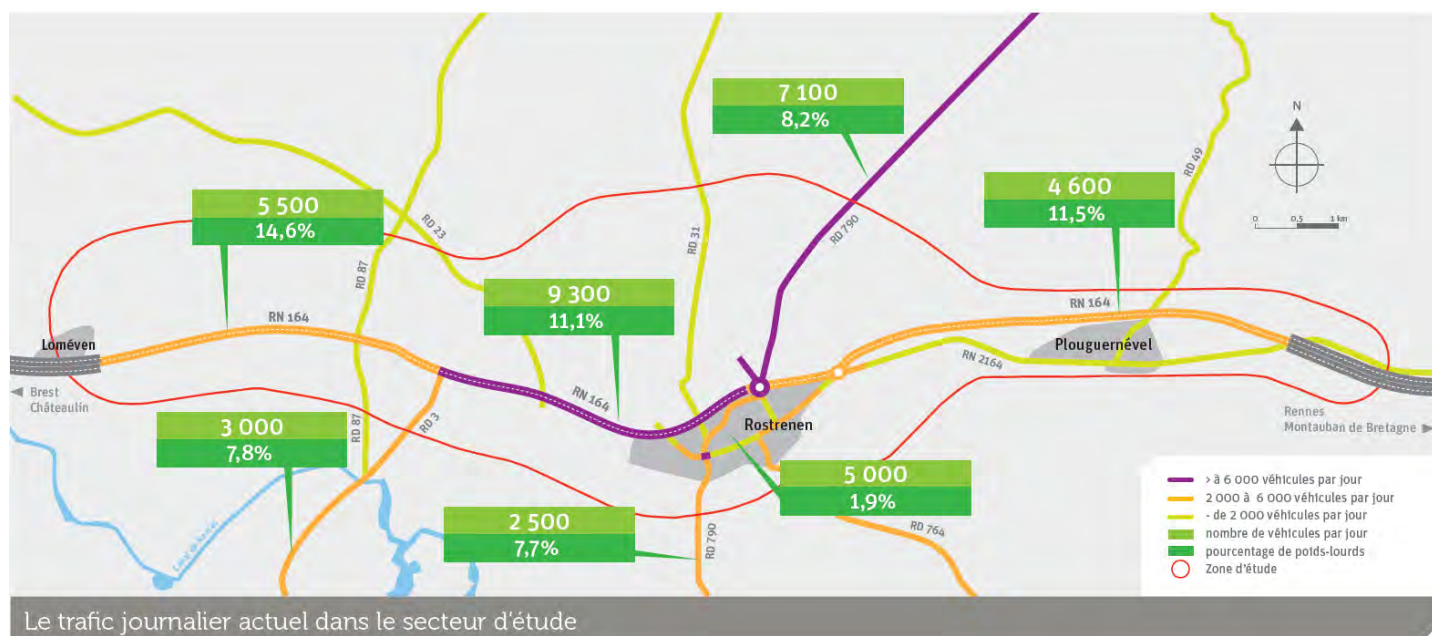 7 100
8,2%
N
RD 49
4 600
11,5%
0 0,5 1 km
5 500
14,6%
RD 23
RD 31
RD 790
RD 87
9 300
11,1%
RN 164
RN 164
Loméven
Plouguernével
RN 2164
Brest
Châteaulin
RN 164
Rennes
Montauban de Bretagne
3 000
7,8%
RD 87
RD 3
Rostrenen
5 000
1,9%
2 500
7,7%
RD 790
RD 764
> à 6 000 véhicules par jour
2 000 à 6 000 véhicules par jour
- de 2 000 véhicules par jour
nombre de véhicules par jour
pourcentage de poids-lourds
Zone d'étude
Le trafic journalier actuel dans le secteur d'étude